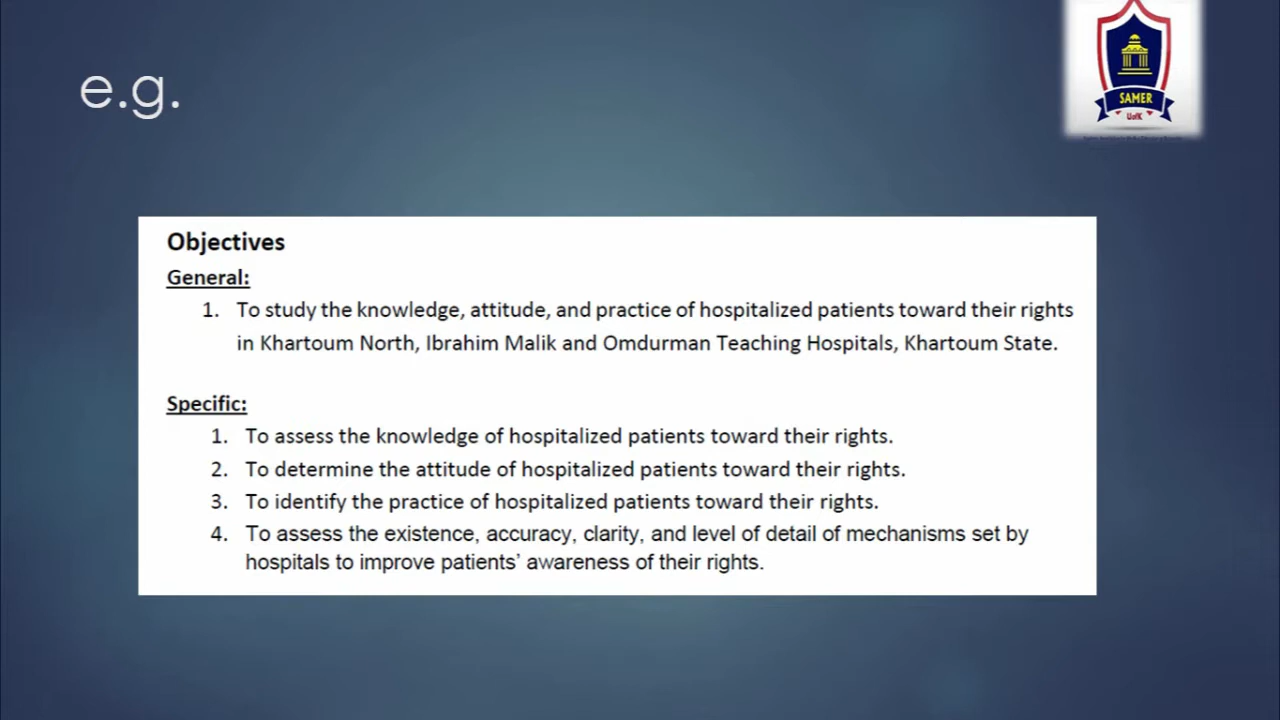 e.g.
SAMER
UofK
Objectives
General:
1. To study the knowledge, attitude, and practice of hospitalized patients toward their rights
in Khartoum North, Ibrahim Malik and Omdurman Teaching Hospitals, Khartoum State.
Specific:
1. To assess the knowledge of hospitalized patients toward their rights.
2. To determine the attitude of hospitalized patients toward their rights.
3. To identify the practice of hospitalized patients toward their rights.
4. To assess the existence, accuracy, clarity, and level of detail of mechanisms set by
hospitals to improve patients’ awareness of their rights.